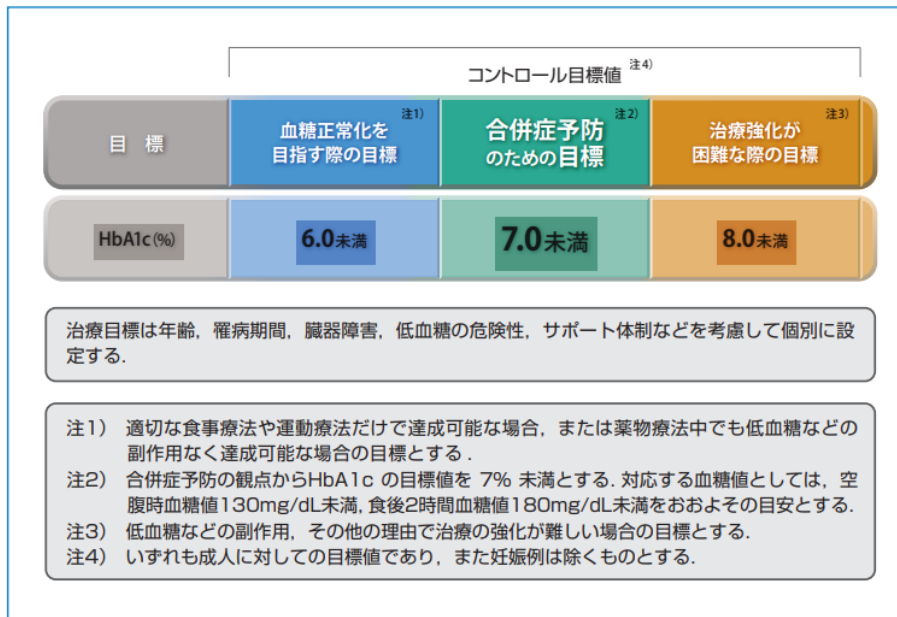 コントロール目標値 注4)
目 標
血糖正常化を 注1)
目指す際の目標
合併症予防 注2)
のための目標
治療強化が 注3)
困難な際の目標
HbA1c(%)
6.0未満
7.0未満
8.0未満
治療目標は年齢，罹病期間，臓器障害，低血糖の危険性，サポート体制などを考慮して個別に設
定する．
注1） 適切な食事療法や運動療法だけで達成可能な場合，または薬物療法中でも低血糖などの
副作用なく達成可能な場合の目標とする．
注2） 合併症予防の観点からHbA1c の目標値を 7% 未満とする．対応する血糖値としては，空
腹時血糖値130mg/dL未満，食後2時間血糖値180mg/dL未満をおおよその目安とする．
注3） 低血糖などの副作用，その他の理由で治療の強化が難しい場合の目標とする．
注4） いずれも成人に対しての目標値であり，また妊娠例は除くものとする．